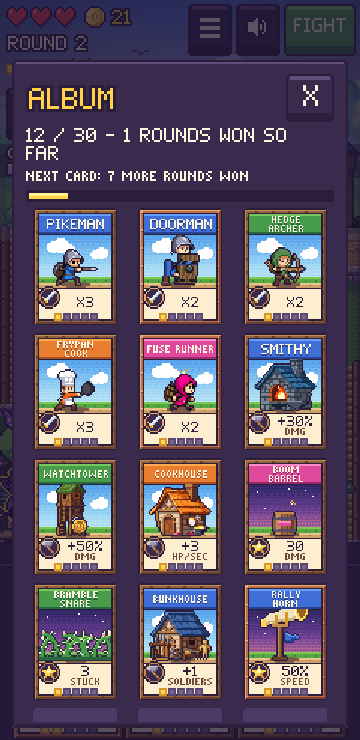 21
FIGHT
ROUND 2
ALBUM
X
12 / 30 - 1 ROUNDS WON SO
FAR
NEXT CARD: 7 MORE ROUNDS WON
PIKEMAN
X3
DOORMAN
X2
HEDGE
ARCHER
X2
FRYPAN
COOK
X3
FUSE RUNNER
X2
SMITHY
+30%
DMG
WATCHTOWER
+50%
DMG
COOKHOUSE
+3
HP/SEC
BOOM
BARREL
30
DMG
BRAMBLE
SNARE
3
STUCK
BUNKHOUSE
+1
SOLDIERS
RALLY
HORN
50%
SPEED